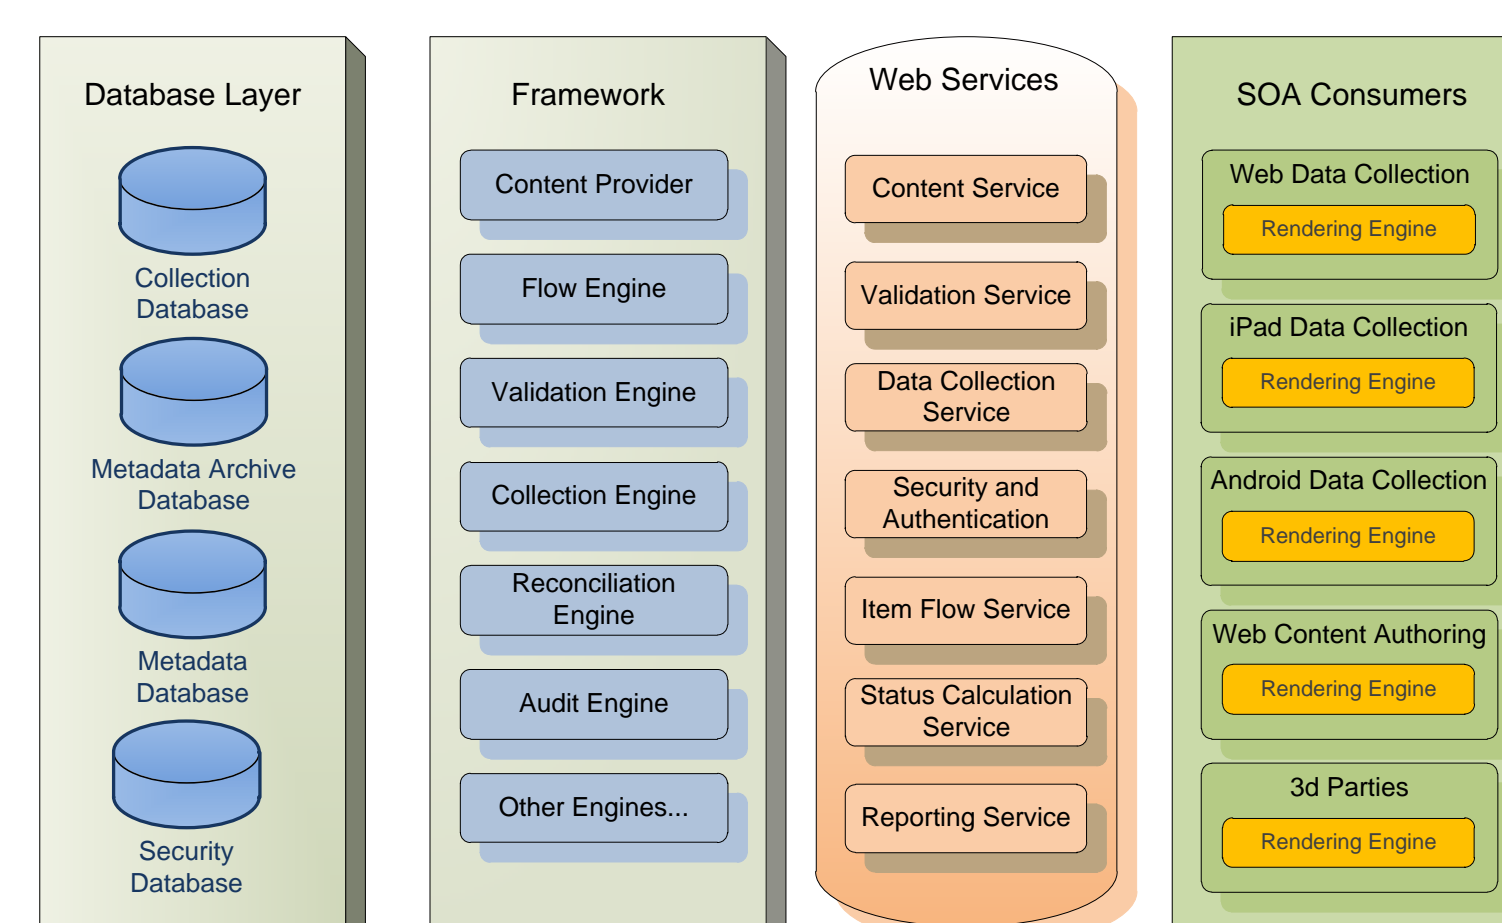 Database Layer
Collection
Database
Metadata Archive
Database
Metadata
Database
Security
Database
Framework
Content Provider
Flow Engine
Validation Engine
Collection Engine
Reconciliation
Engine
Audit Engine
Other Engines...
Web Services
Content Service
Validation Service
Data Collection
Service
Security and
Authentication
Item Flow Service
Status Calculation
Service
Reporting Service
SOA Consumers
Web Data Collection
Rendering Engine
iPad Data Collection
Rendering Engine
Android Data Collection
Rendering Engine
Web Content Authoring
Rendering Engine
3d Parties
Rendering Engine